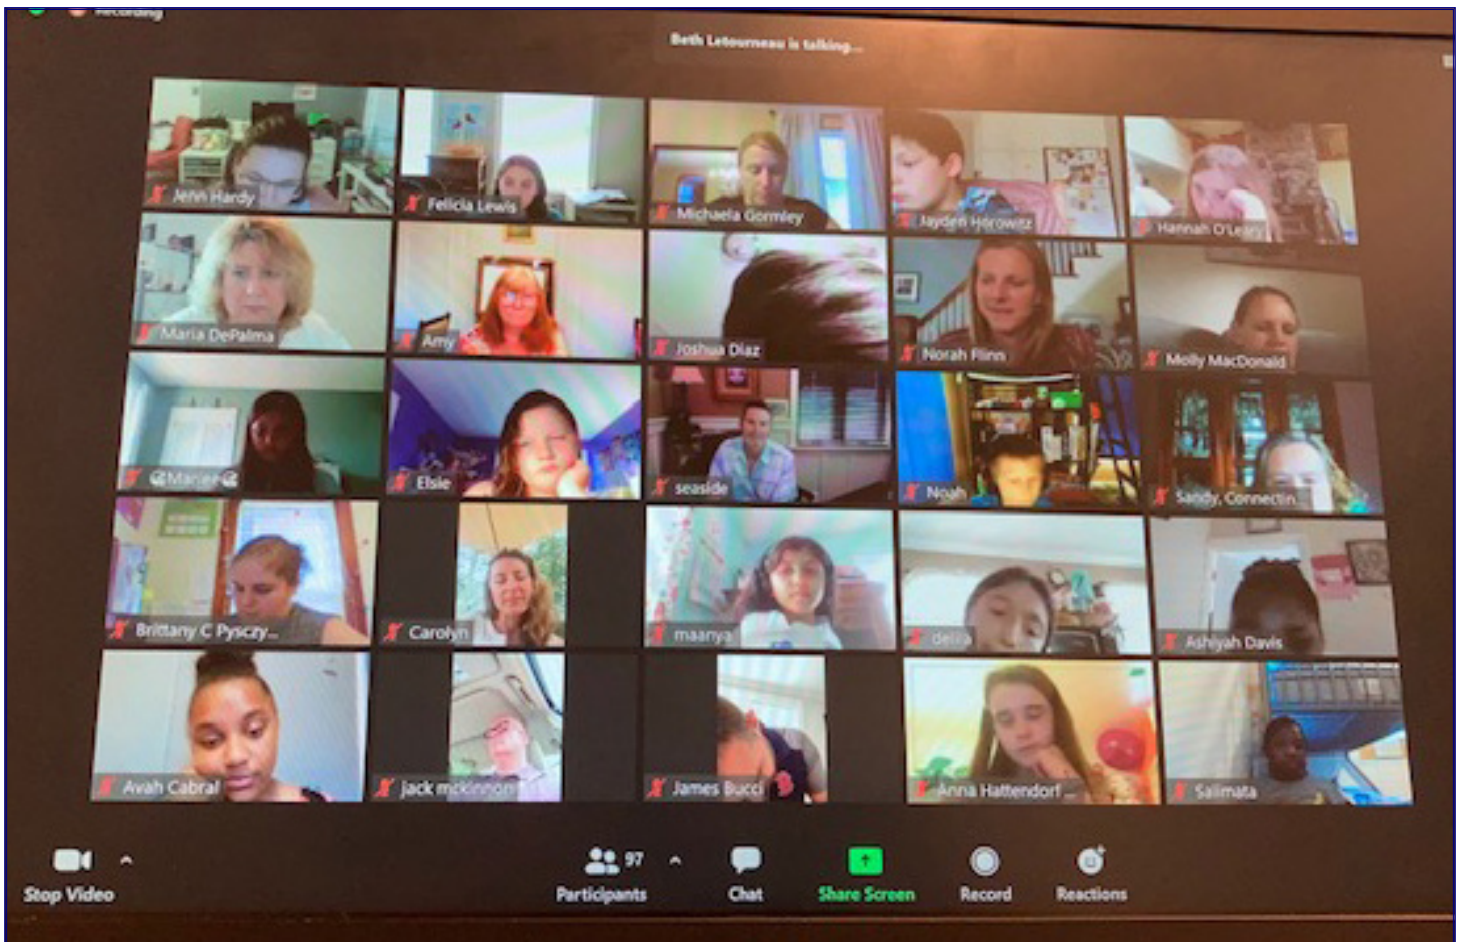 Recording
Beth Letourneau is talking...
Jenn Hardy
Felicia Lewis
Michaela Gormley
Jayden Horowitz
Hannah O'Leary
Maria DePalma
Amy
Joshua Diaz
Norah Flinn
Molly MacDonald
Marlee
Elsie
seaside
Noah
Sandy, Connectin
Brittany C Pysczy...
Carolyn
maanya
Ashiyah Davis
Avah Cabral
jack mckinnon
James Bucci
Anna Hattendorf ...
Salimata
Stop Video
97
Participants
Chat
Share Screen
Record
Reactions